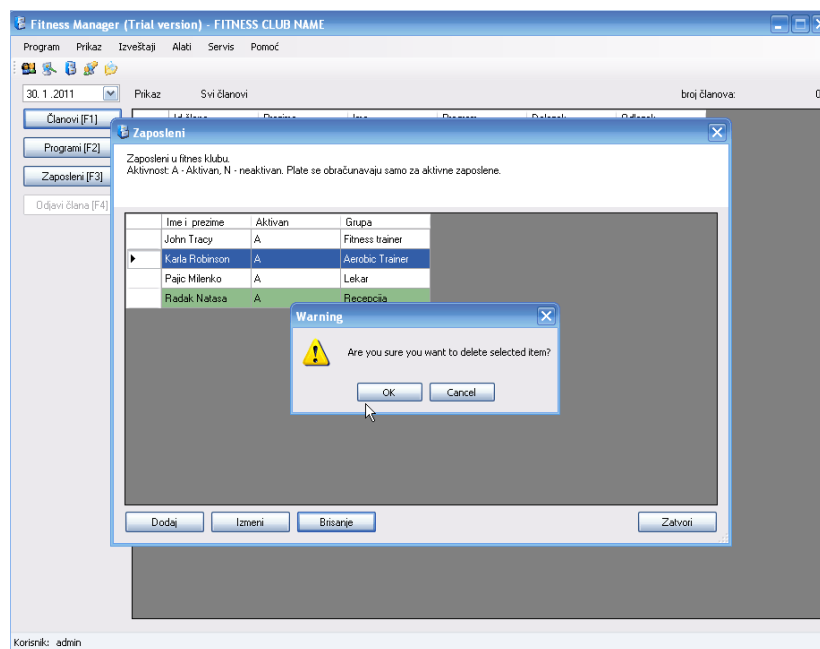 Fitness Manager (Trial version) - FITNESS CLUB NAME
Program Prikaz Izveštaji Alati Servis Pomoć
30. 1 .2011 Prikaz Svi članovi broj članova: 0
Članovi [F1]
Programi [F2]
Zaposleni [F3]
Odjavi člana [F4]
Zaposleni
Zaposleni u fitnes klubu.
Aktivnost: A - Aktivan, N - neaktivan. Plate se obračunavaju samo za aktivne zaposlene.
Ime i prezime Aktivan Grupa
John Tracy A Fitness trainer
Karla Robinson A Aerobic Trainer
Pajic Milenko A Lekar
Radak Natasa A Recepcija
Warning
Are you sure you want to delete selected item?
OK Cancel
Dodaj Izmeni Brisanje Zatvori
Korisnik: admin